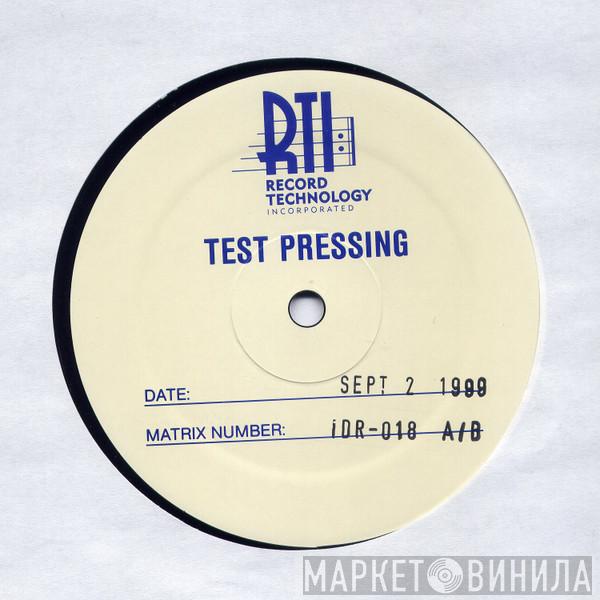 RTI
RECORD
TECHNOLOGY
INCORPORATED
TEST PRESSING
DATE: SEPT 2 1999
MATRIX NUMBER: iDR-018 A/B
МАРКЕТ ВИНИЛА